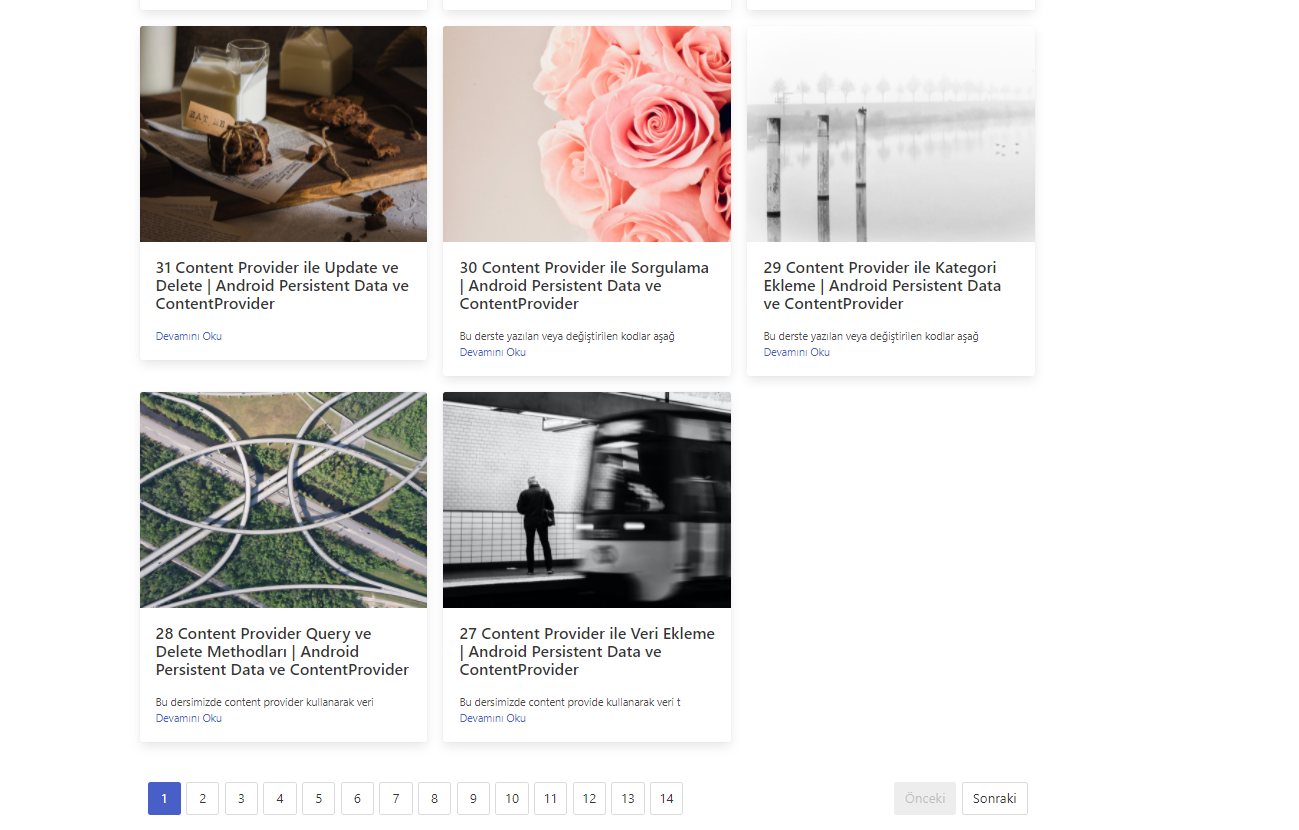 EAT ME
31 Content Provider ile Update ve
Delete | Android Persistent Data ve
ContentProvider
Devamını Oku
30 Content Provider ile Sorgulama
| Android Persistent Data ve
ContentProvider
Bu derste yazılan veya değiştirilen kodlar aşağ
Devamını Oku
29 Content Provider ile Kategori
Ekleme | Android Persistent Data
ve ContentProvider
Bu derste yazılan veya değiştirilen kodlar aşağ
Devamını Oku
28 Content Provider Query ve
Delete Methodları | Android
Persistent Data ve ContentProvider
Bu dersimizde content provider kullanarak veri
Devamını Oku
27 Content Provider ile Veri Ekleme
| Android Persistent Data ve
ContentProvider
Bu dersimizde content provide kullanarak veri t
Devamını Oku
1 2 3 4 5 6 7 8 9 10 11 12 13 14 Önceki Sonraki